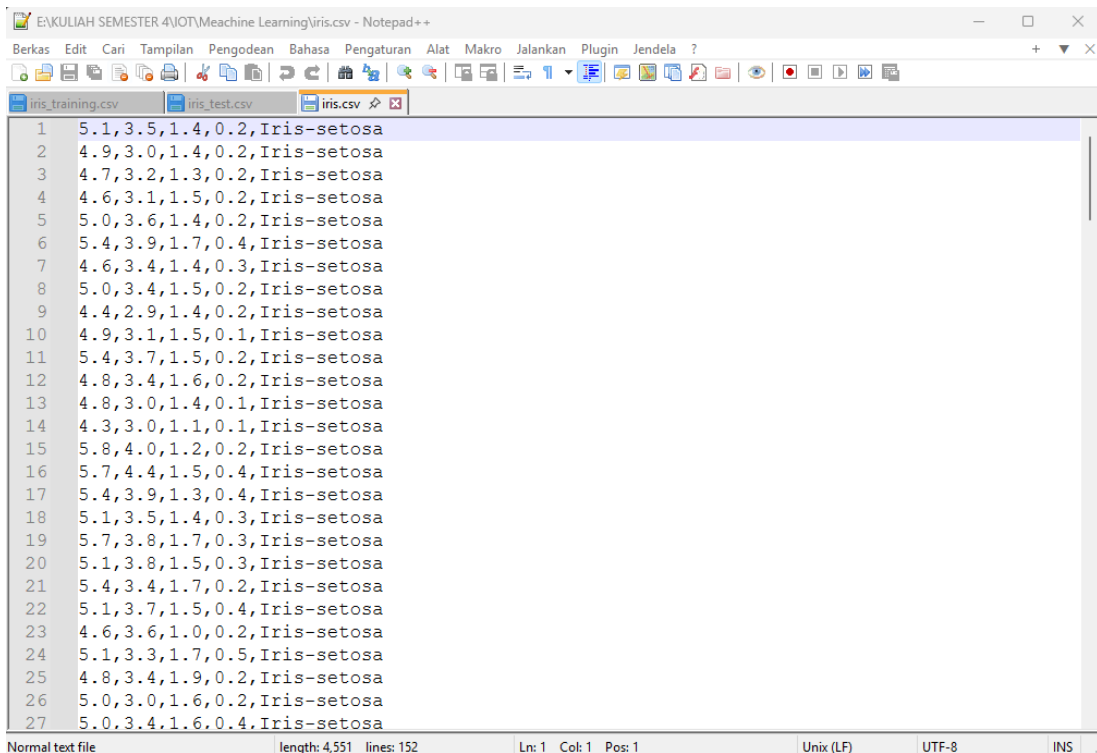 E:\KULIAH SEMESTER 4\IOT\Meachine Learning\iris.csv - Notepad++
Berkas Edit Cari Tampilan Pengodean Bahasa Pengaturan Alat Makro Jalankan Plugin Jendela ?
iris_training.csv iris_test.csv iris.csv
1 5.1,3.5,1.4,0.2,Iris-setosa
2 4.9,3.0,1.4,0.2,Iris-setosa
3 4.7,3.2,1.3,0.2,Iris-setosa
4 4.6,3.1,1.5,0.2,Iris-setosa
5 5.0,3.6,1.4,0.2,Iris-setosa
6 5.4,3.9,1.7,0.4,Iris-setosa
7 4.6,3.4,1.4,0.3,Iris-setosa
8 5.0,3.4,1.5,0.2,Iris-setosa
9 4.4,2.9,1.4,0.2,Iris-setosa
10 4.9,3.1,1.5,0.1,Iris-setosa
11 5.4,3.7,1.5,0.2,Iris-setosa
12 4.8,3.4,1.6,0.2,Iris-setosa
13 4.8,3.0,1.4,0.1,Iris-setosa
14 4.3,3.0,1.1,0.1,Iris-setosa
15 5.8,4.0,1.2,0.2,Iris-setosa
16 5.7,4.4,1.5,0.4,Iris-setosa
17 5.4,3.9,1.3,0.4,Iris-setosa
18 5.1,3.5,1.4,0.3,Iris-setosa
19 5.7,3.8,1.7,0.3,Iris-setosa
20 5.1,3.8,1.5,0.3,Iris-setosa
21 5.4,3.4,1.7,0.2,Iris-setosa
22 5.1,3.7,1.5,0.4,Iris-setosa
23 4.6,3.6,1.0,0.2,Iris-setosa
24 5.1,3.3,1.7,0.5,Iris-setosa
25 4.8,3.4,1.9,0.2,Iris-setosa
26 5.0,3.0,1.6,0.2,Iris-setosa
27 5.0,3.4,1.6,0.4,Iris-setosa
Normal text file length: 4,551 lines: 152 Ln: 1 Col: 1 Pos: 1 Unix (LF) UTF-8 INS